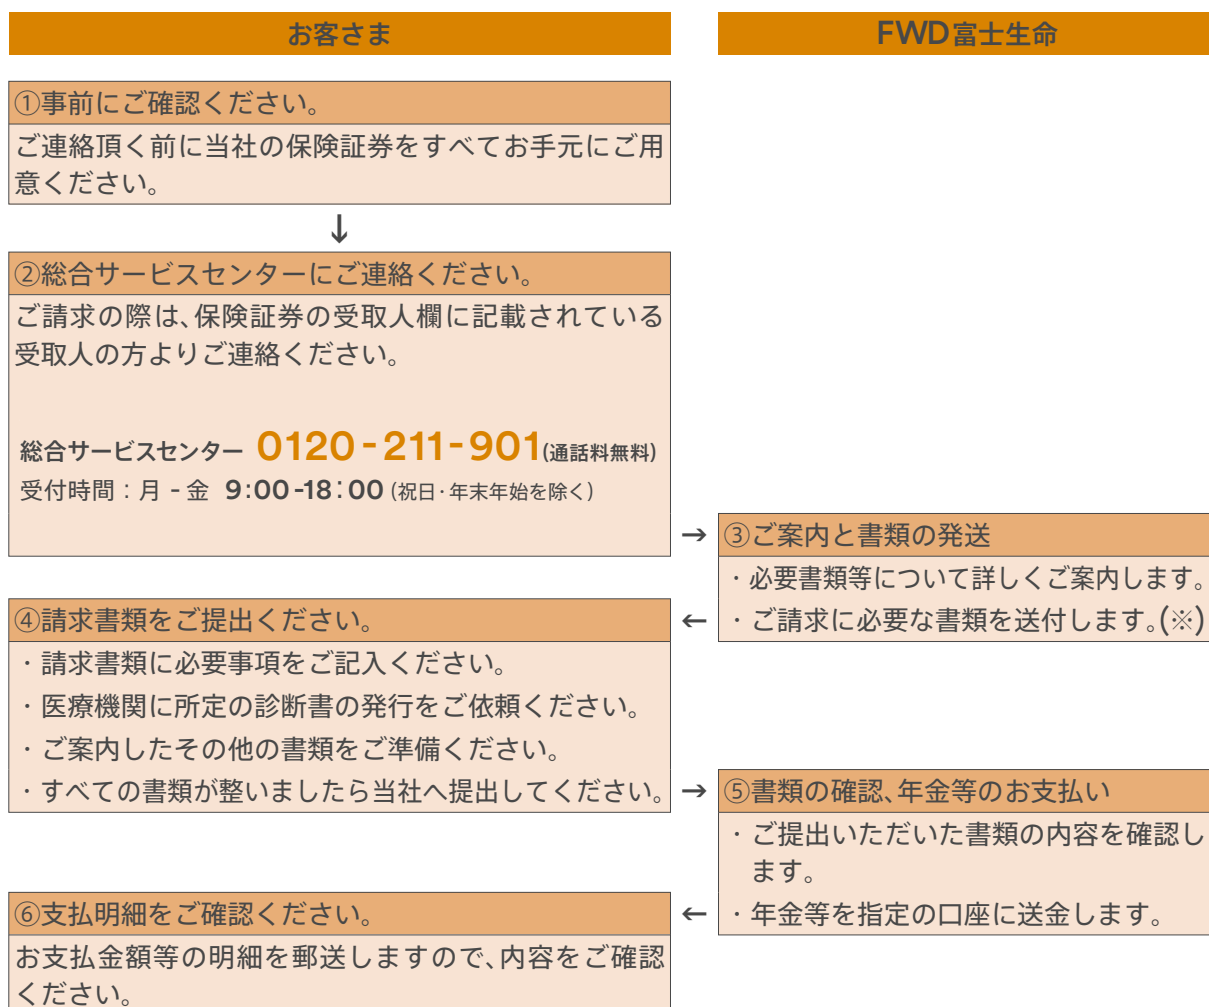 お客さま
FWD富士生命
①事前にご確認ください。
ご連絡頂く前に当社の保険証券をすべてお手元にご用
意ください。
↓
②総合サービスセンターにご連絡ください。
ご請求の際は、保険証券の受取人欄に記載されている
受取人の方よりご連絡ください。
総合サービスセンター 0120-211-901(通話料無料)
受付時間：月 - 金 9:00-18:00 (祝日・年末年始を除く)
→
③ご案内と書類の発送
・必要書類等について詳しくご案内します。
・ご請求に必要な書類を送付します。(※)
←
④請求書類をご提出ください。
・請求書類に必要事項をご記入ください。
・医療機関に所定の診断書の発行をご依頼ください。
・ご案内したその他の書類をご準備ください。
・すべての書類が整いましたら当社へ提出してください。
→
⑤書類の確認、年金等のお支払い
・ご提出いただいた書類の内容を確認し
ます。
・年金等を指定の口座に送金します。
←
⑥支払明細をご確認ください。
お支払金額等の明細を郵送しますので、内容をご確認
ください。